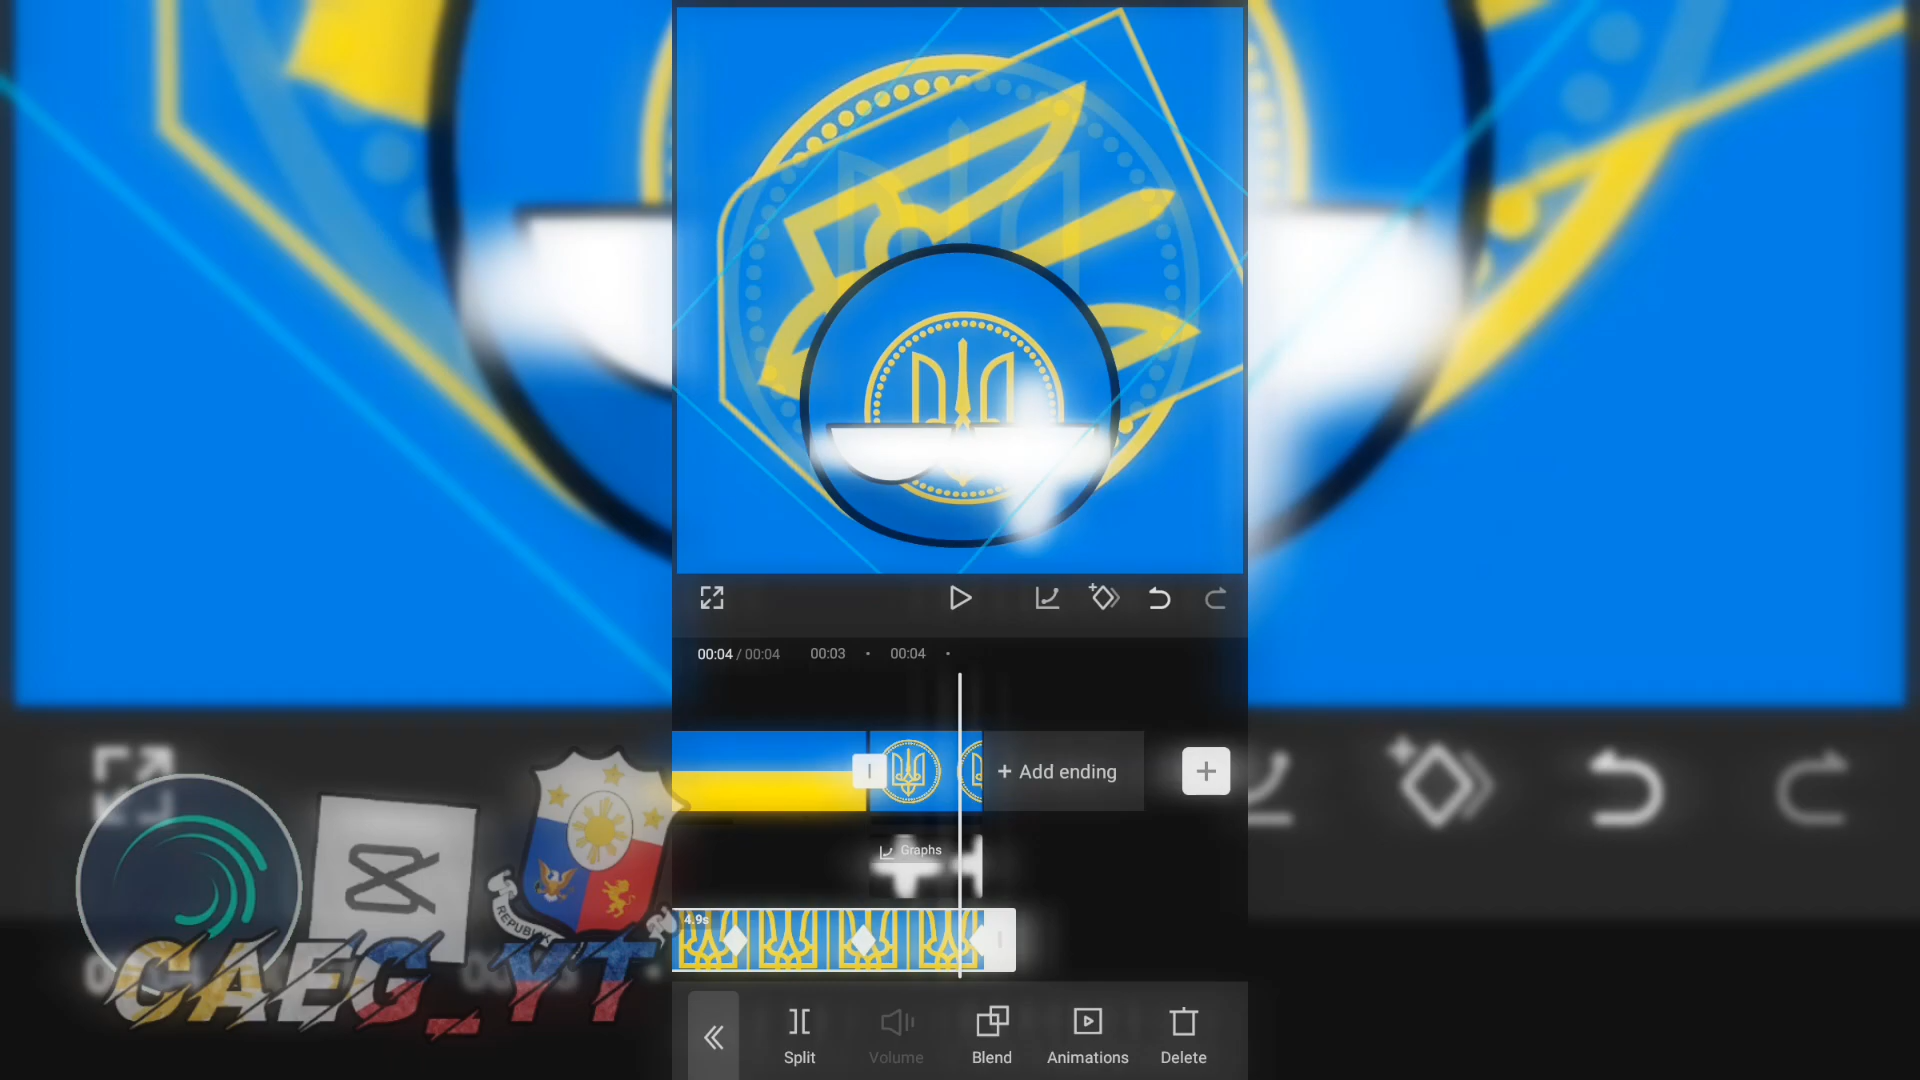 00:04 / 00:04
00:03
00:04
+ Add ending
Graphs
4.9s
REPUBLIK
CAEG_YT
Split
Volume
Blend
Animations
Delete